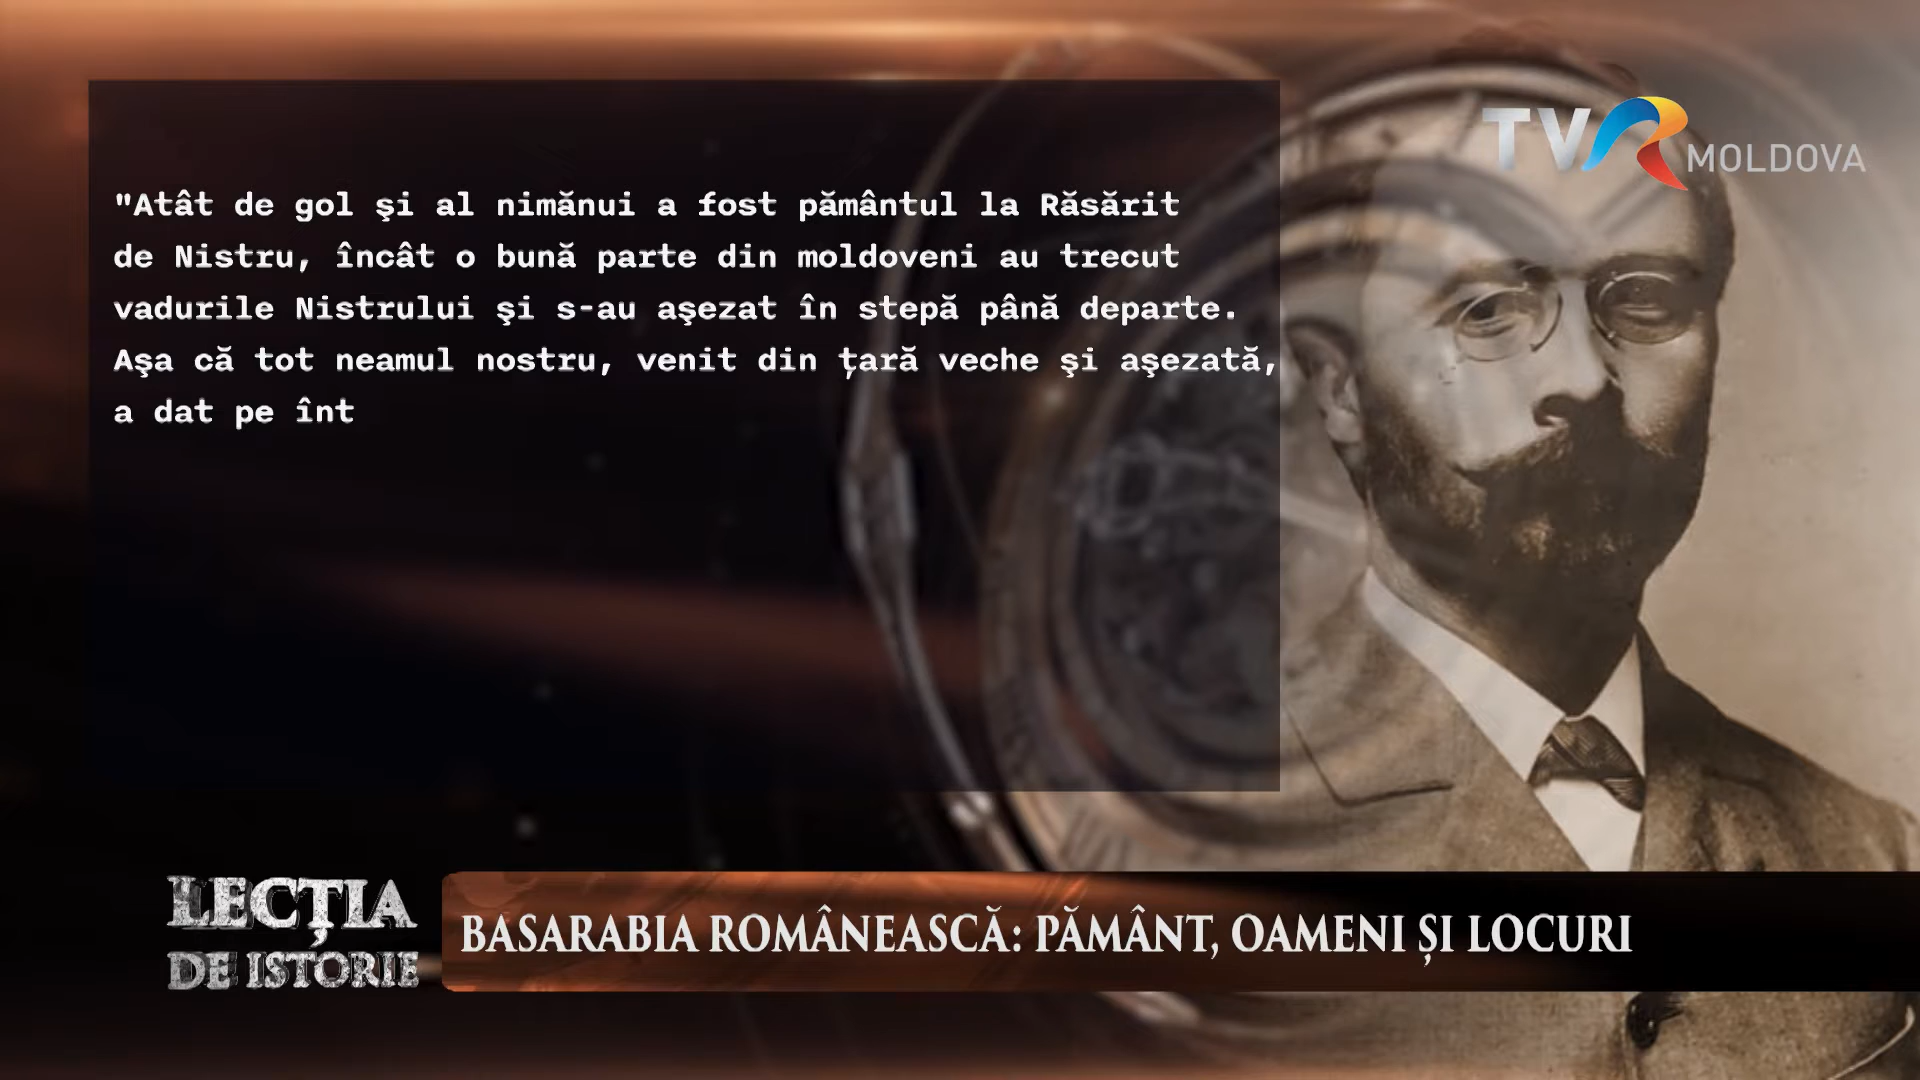 TVR MOLDOVA
"Atât de gol şi al nimănui a fost pământul la Răsărit
de Nistru, încât o bună parte din moldoveni au trecut
vadurile Nistrului şi s-au aşezat în stepă până departe.
Aşa că tot neamul nostru, venit din țară veche şi aşezată,
a dat pe înt
LECȚIA
DE ISTORIE
BASARABIA ROMÂNEASCĂ: PĂMÂNT, OAMENI ȘI LOCURI